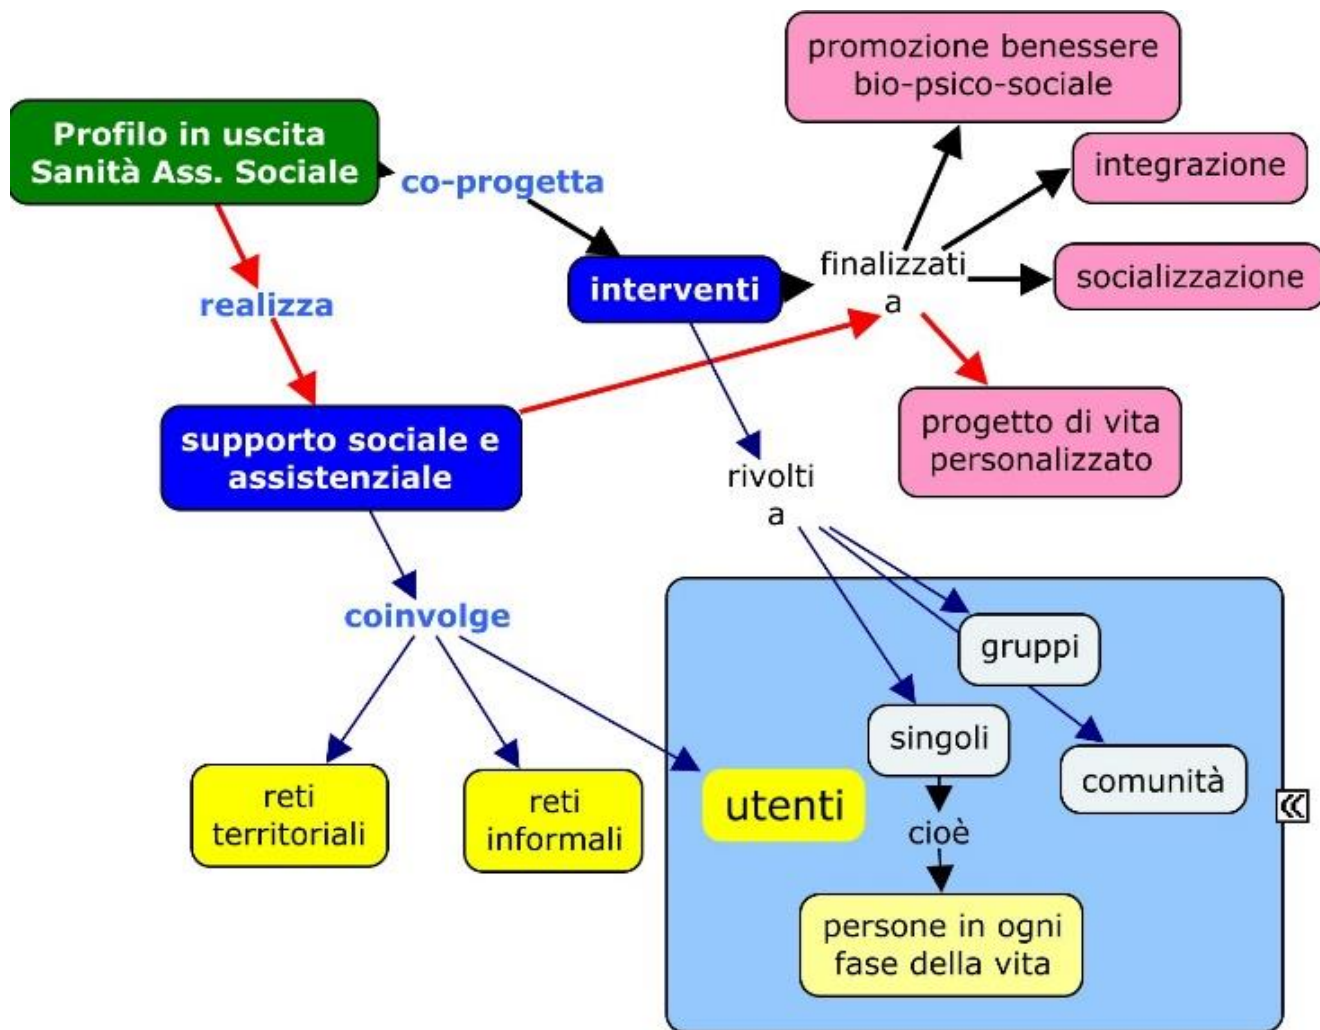 promozione benessere
bio-psico-sociale
Profilo in uscita
Sanità Ass. Sociale
co-progetta
integrazione
interventi
finalizzati
a
socializzazione
realizza
supporto sociale e
assistenziale
progetto di vita
personalizzato
rivolti
a
coinvolge
gruppi
singoli
comunità
reti
territoriali
reti
informali
utenti
cioè
persone in ogni
fase della vita